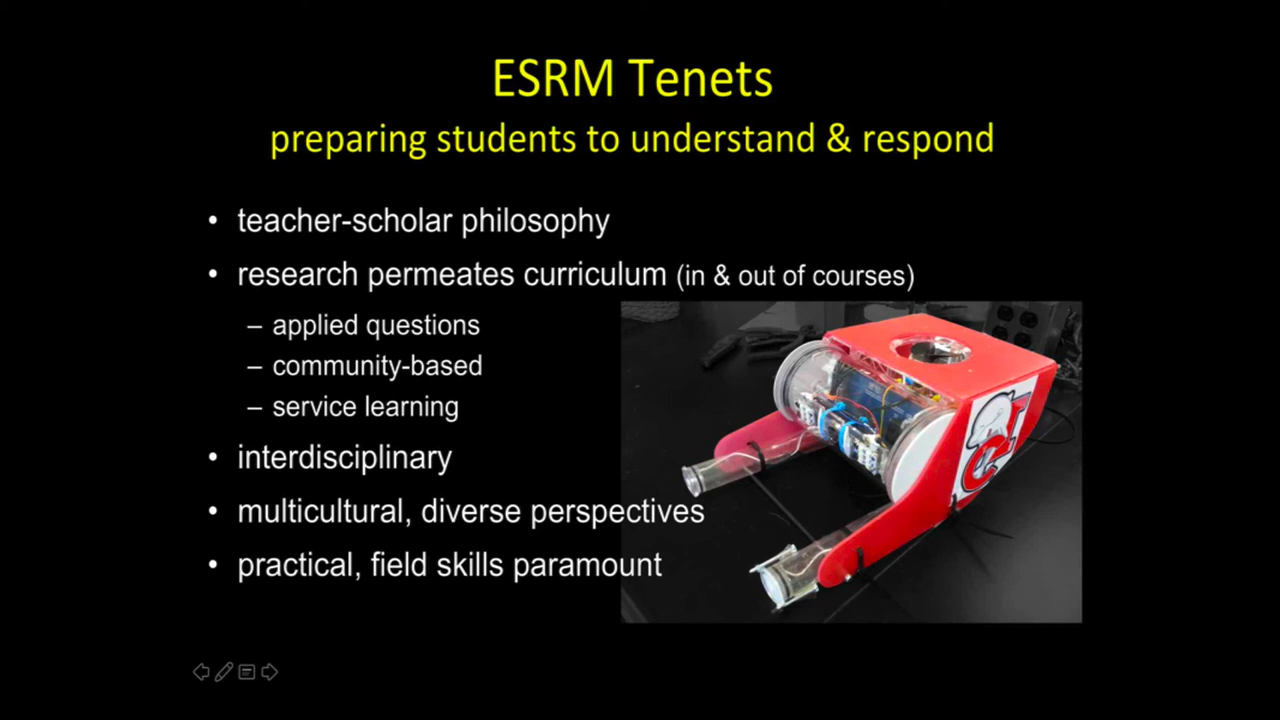 ESRM Tenets
preparing students to understand & respond
• teacher-scholar philosophy
• research permeates curriculum (in & out of courses)
– applied questions
– community-based
– service learning
• interdisciplinary
• multicultural, diverse perspectives
• practical, field skills paramount